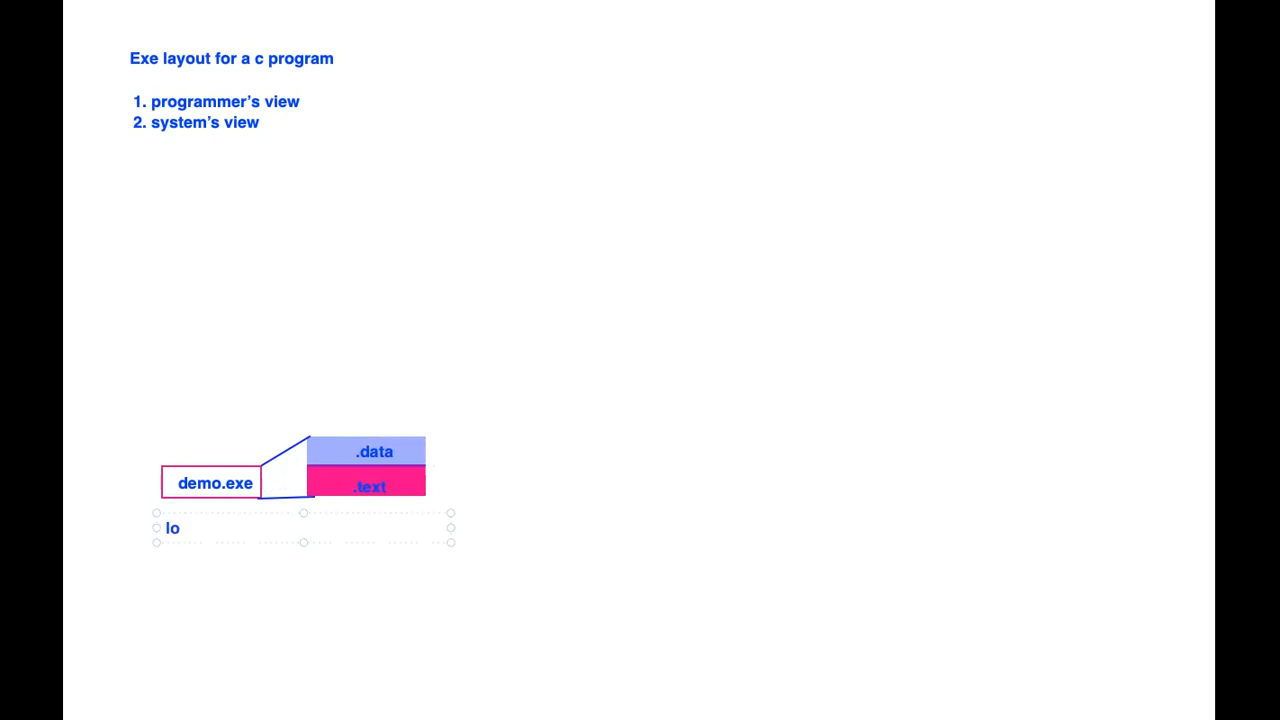 Exe layout for a c program
1. programmer’s view
2. system’s view
.data
demo.exe
.text
lo